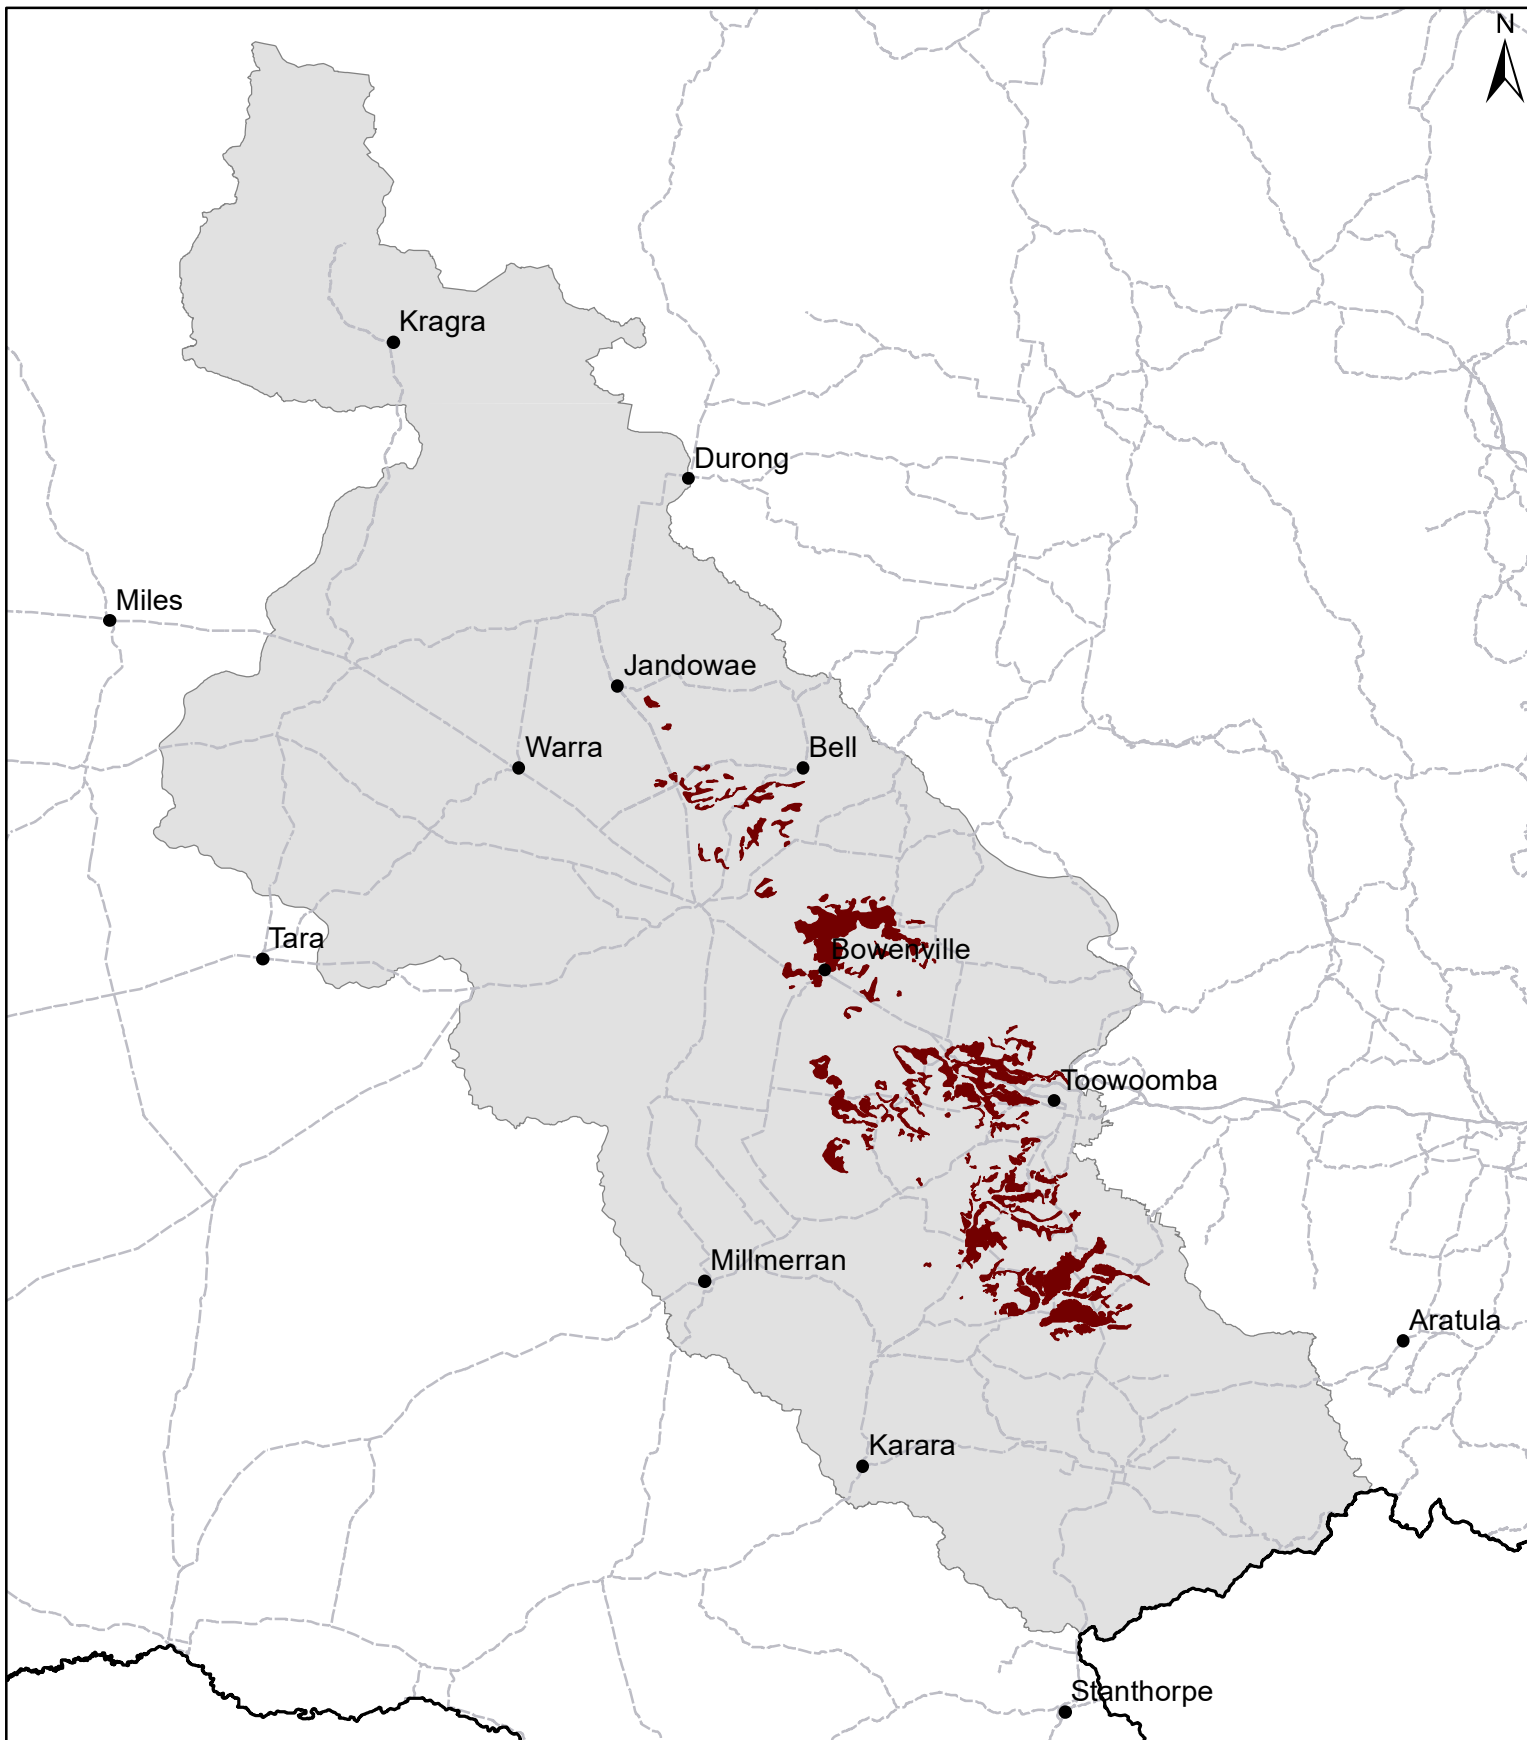 N
Kragra
Durong
Miles
Jandowae
Warra
Bell
Tara
Bowenville
Toowoomba
Millmerran
Aratula
Karara
Stanthorpe